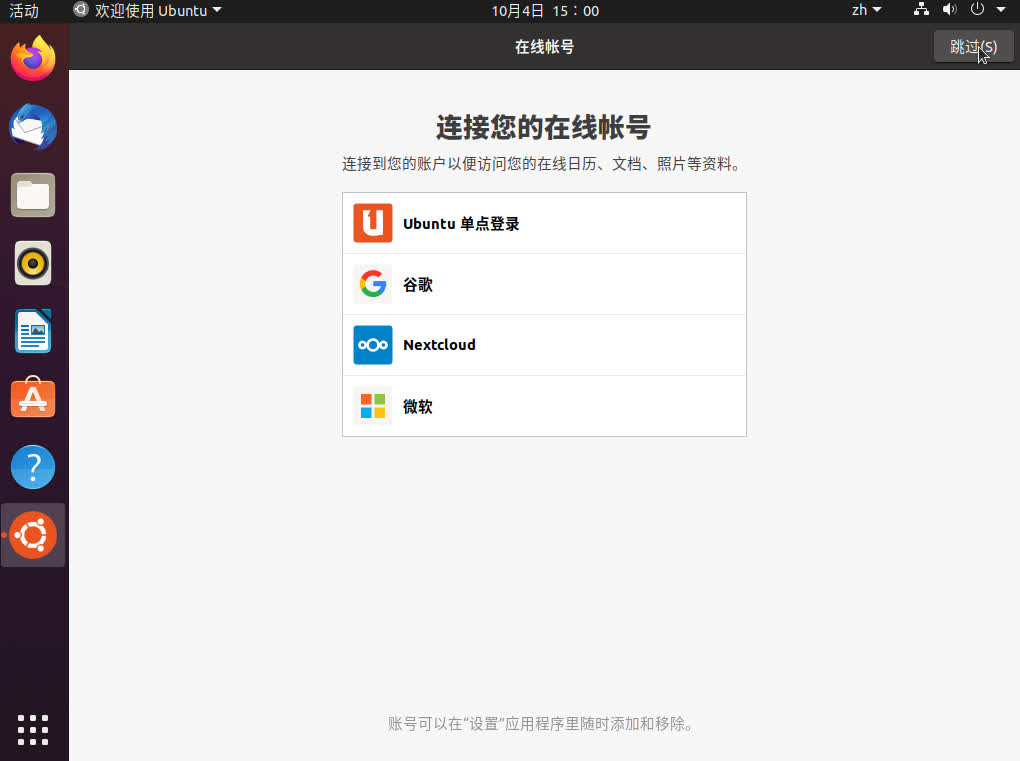 活动 欢迎使用 Ubuntu 10月4日 15：00 zh
在线帐号 跳过(S)
连接您的在线帐号
连接到您的账户以便访问您的在线日历、文档、照片等资料。
Ubuntu 单点登录
谷歌
Nextcloud
微软
账号可以在“设置”应用程序里随时添加和移除。